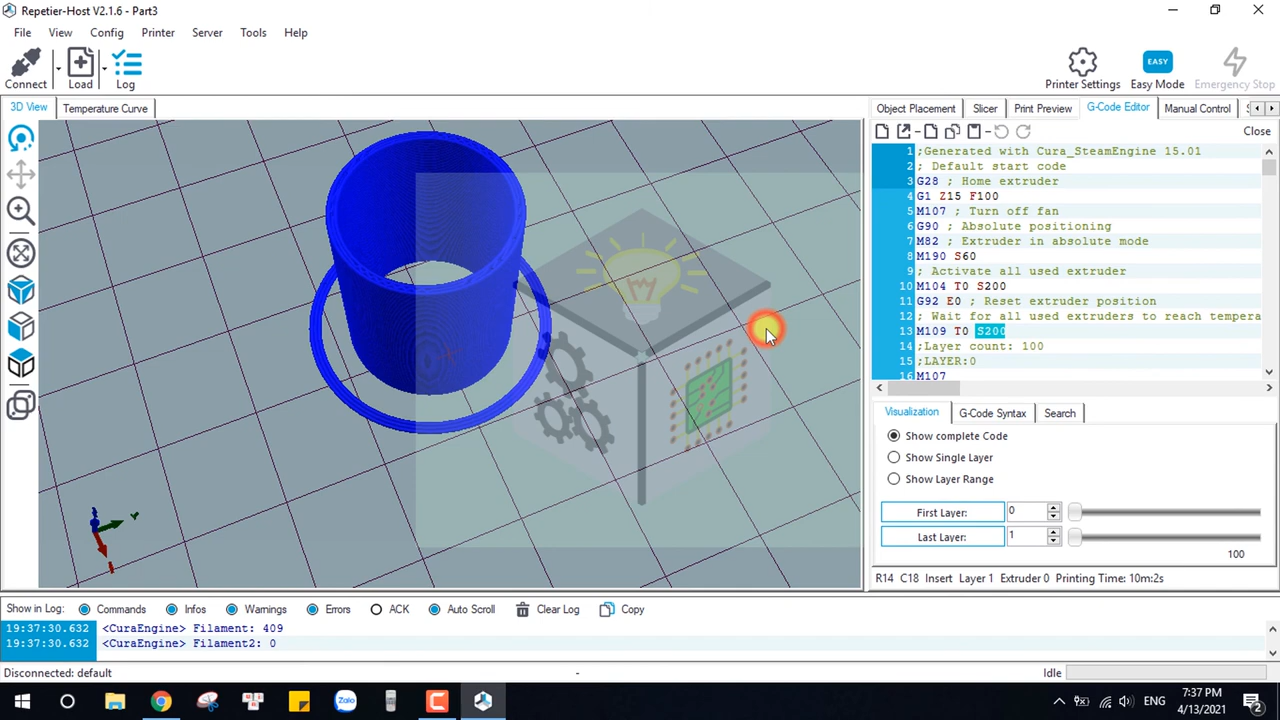 Repetier-Host V2.1.6 - Part3
File View Config Printer Server Tools Help
Connect Load Log
EASY
Printer Settings Easy Mode Emergency Stop
3D View Temperature Curve
Object Placement Slicer Print Preview G-Code Editor Manual Control
Close
1 ;Generated with Cura_SteamEngine 15.01
2 ; Default start code
3 G28 ; Home extruder
4 G1 Z15 F100
5 M107 ; Turn off fan
6 G90 ; Absolute positioning
7 M82 ; Extruder in absolute mode
8 M190 S60
9 ; Activate all used extruder
10 M104 T0 S200
11 G92 E0 ; Reset extruder position
12 ; Wait for all used extruders to reach tempera
13 M109 T0 S200
14 ;Layer count: 100
15 ;LAYER:0
16 M107
Visualization G-Code Syntax Search
Show complete Code
Show Single Layer
Show Layer Range
First Layer: 0
Last Layer: 1
100
R14 C18 Insert Layer 1 Extruder 0 Printing Time: 10m:2s
Show in Log: Commands Infos Warnings Errors ACK Auto Scroll Clear Log Copy
19:37:30.632 <CuraEngine> Filament: 409
19:37:30.632 <CuraEngine> Filament2: 0
Disconnected: default - Idle
Zalo
ENG
7:37 PM
4/13/2021
2